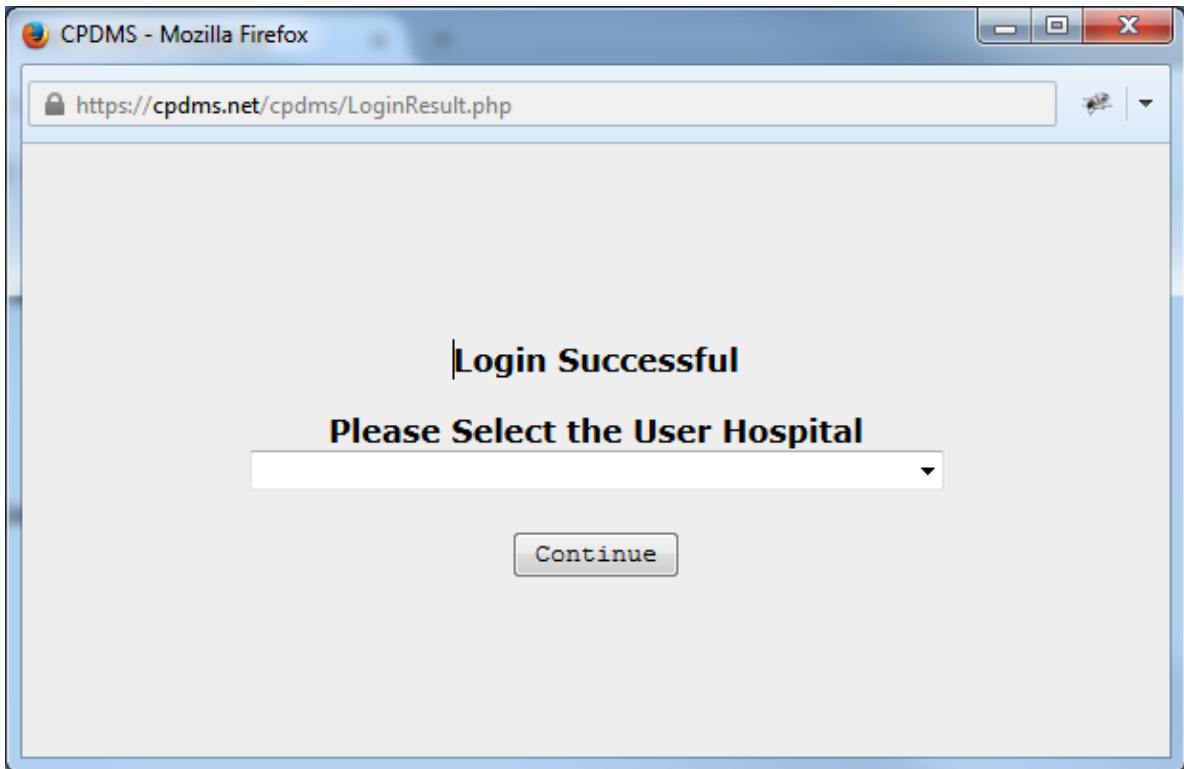 CPDMS - Mozilla Firefox
https://cpdms.net/cpdms/LoginResult.php
Login Successful
Please Select the User Hospital
Continue